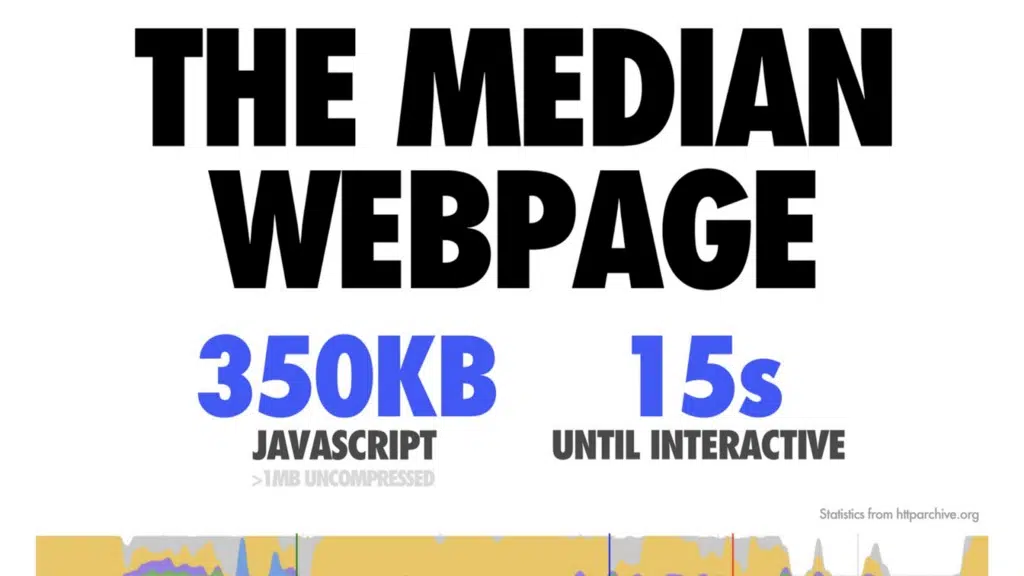 THE MEDIAN
WEBPAGE
350KB 15s
JAVASCRIPT UNTIL INTERACTIVE
>1MB UNCOMPRESSED
Statistics from httparchive.org